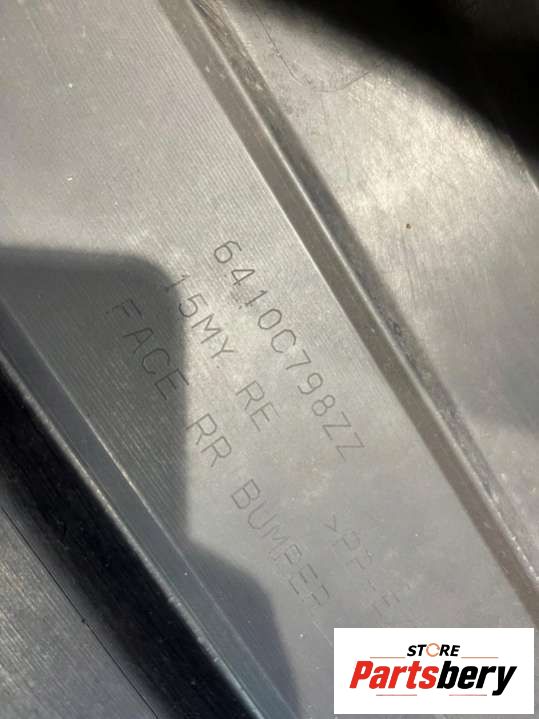 6410C798ZZ
15MY. RE
FACE RR BUMPER
STORE
Partsbery